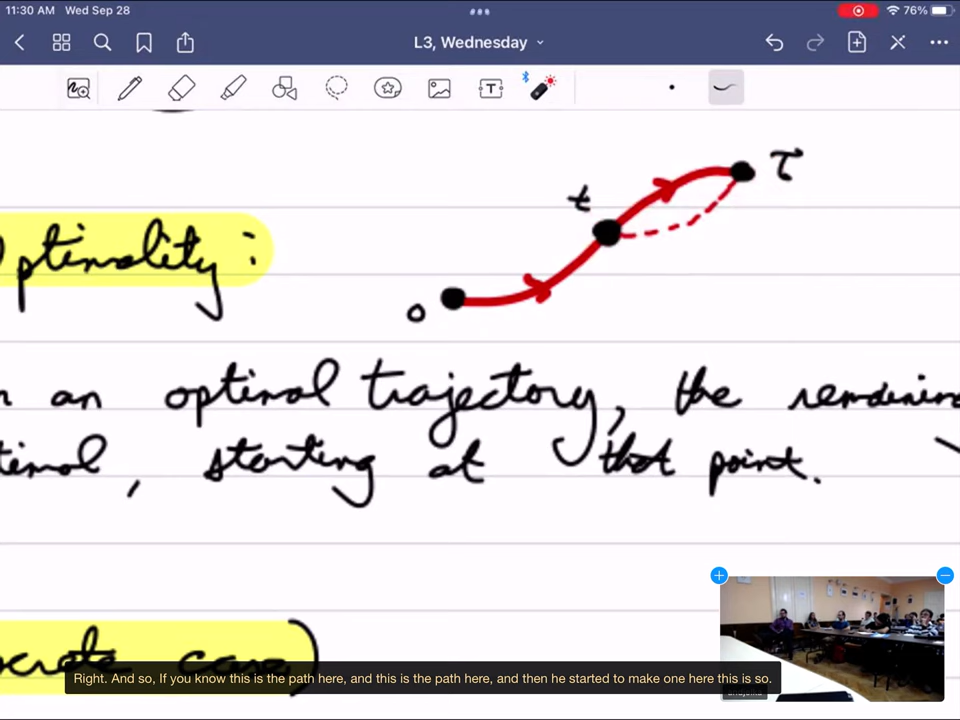 11:30 AM Wed Sep 28
76%
L3, Wednesday
T
τ
t
ptimality:
0
an optimal trajectory, the remainin
timal, starting at that point.
crete case)
Right. And so, If you know this is the path here, and this is the path here, and then he started to make one here this is so.